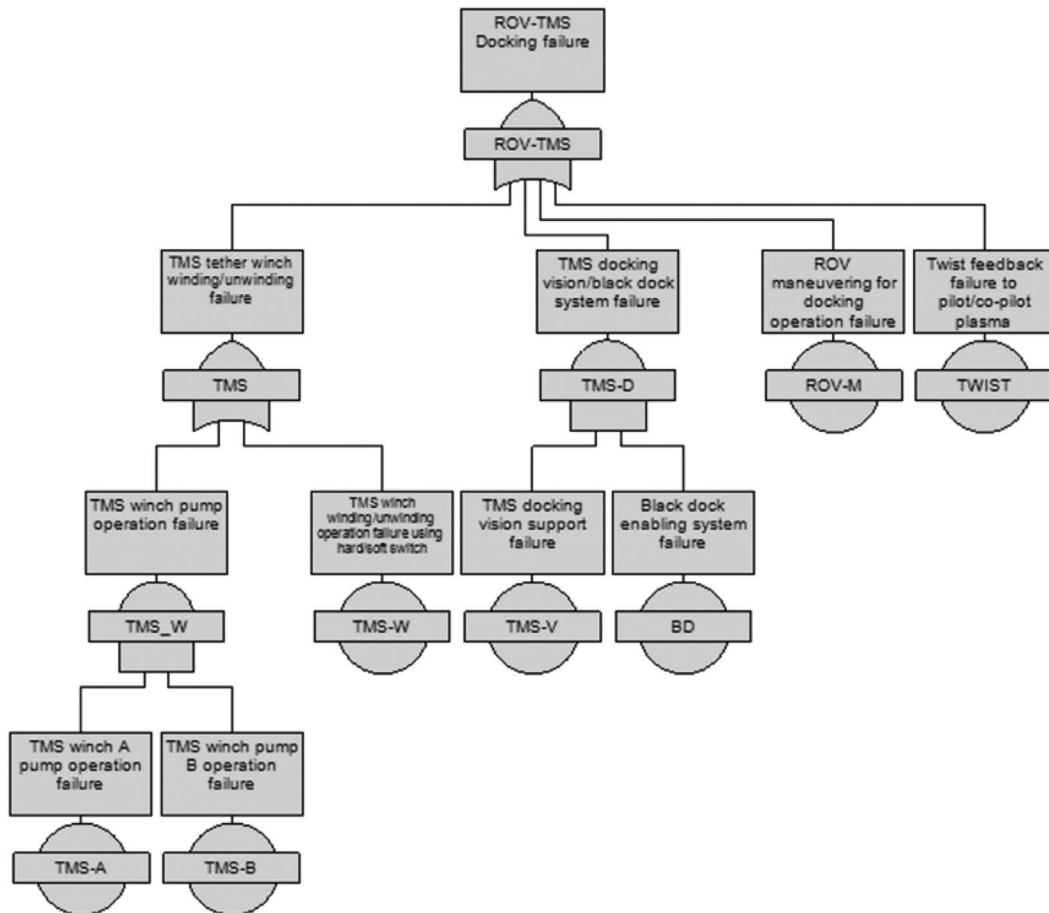 ROV-TMS
Docking failure
ROV-TMS
TMS tether winch
winding/unwinding
failure
TMS docking
vision/black dock
system failure
ROV
maneuvering for
docking
operation failure
Twist feedback
failure to
pilot/co-pilot
plasma
TMS
TMS-D
ROV-M
TWIST
TMS winch pump
operation failure
TMS winch
winding/unwinding
operation failure using
hard/soft switch
TMS docking
vision support
failure
Black dock
enabling system
failure
TMS_W
TMS-W
TMS-V
BD
TMS winch A
pump operation
failure
TMS winch pump
B operation
failure
TMS-A
TMS-B